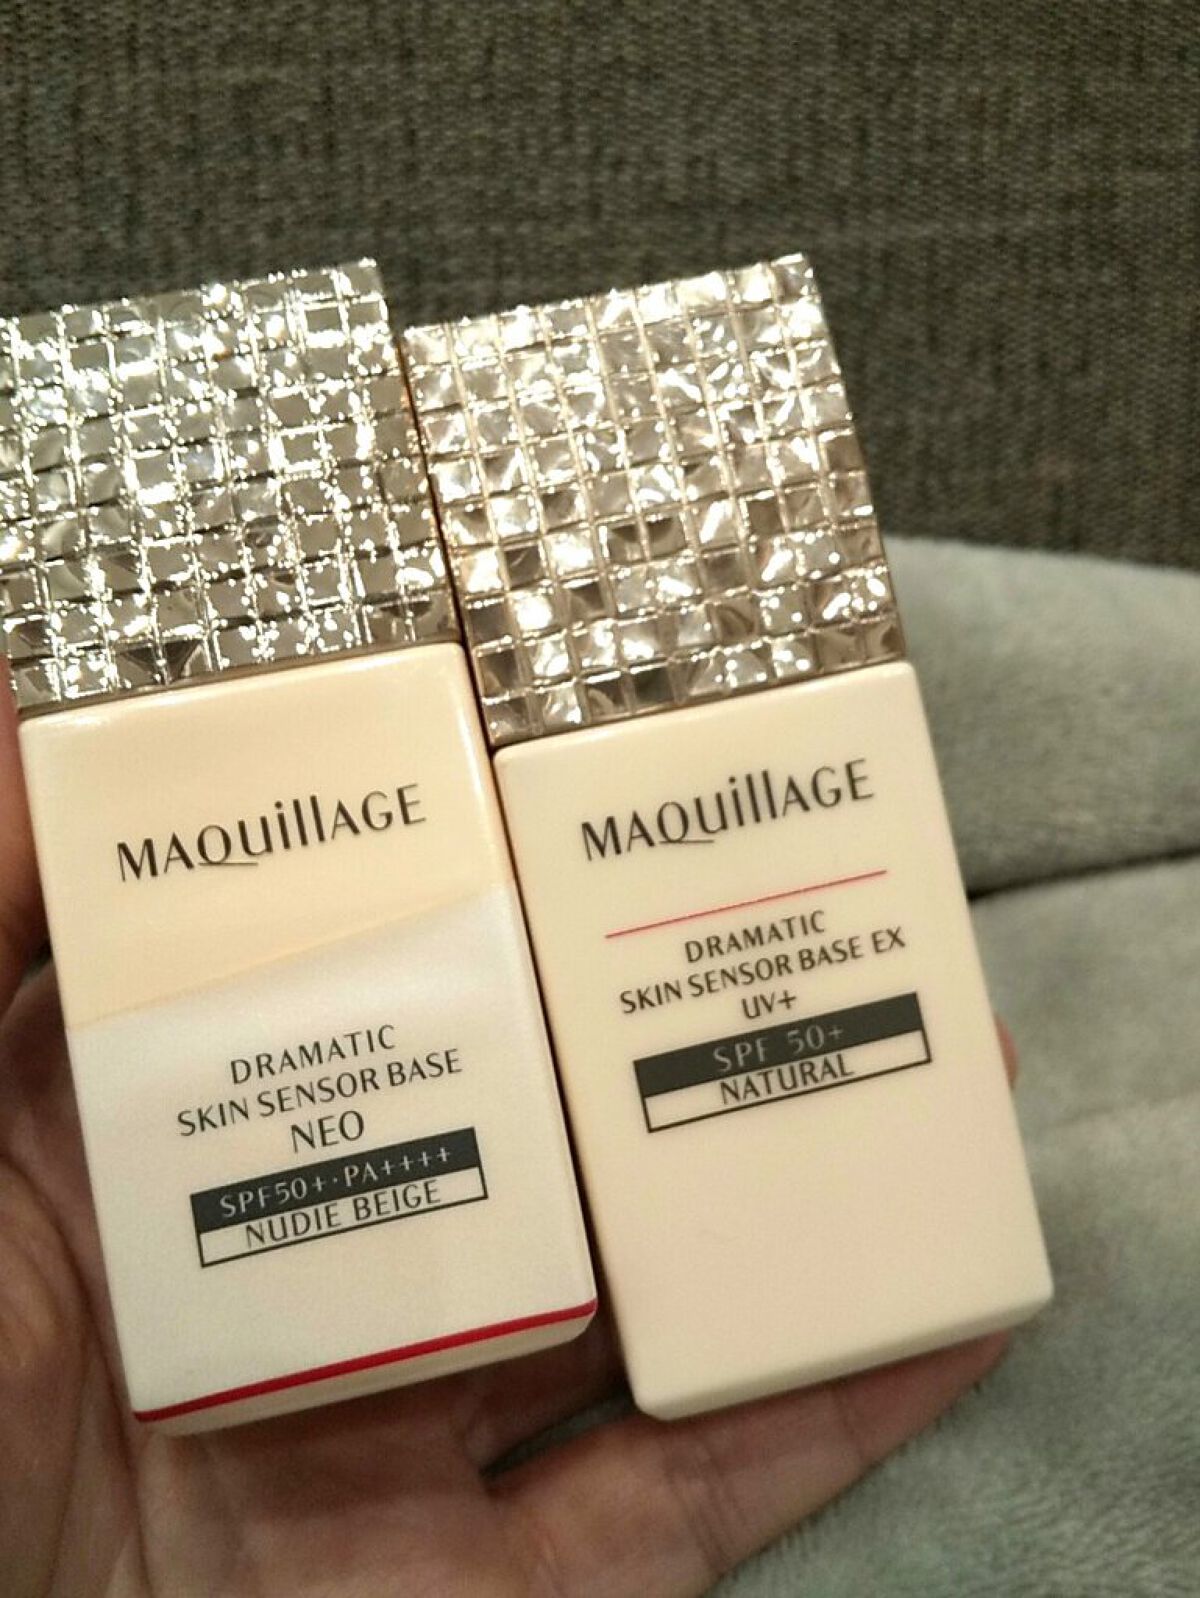 MAQuillAGE
DRAMATIC
SKIN SENSOR BASE
NEO
SPF50+·PA++++
NUDIE BEIGE
MAQuillAGE
DRAMATIC
SKIN SENSOR BASE EX
UV+
SPF 50+
NATURAL